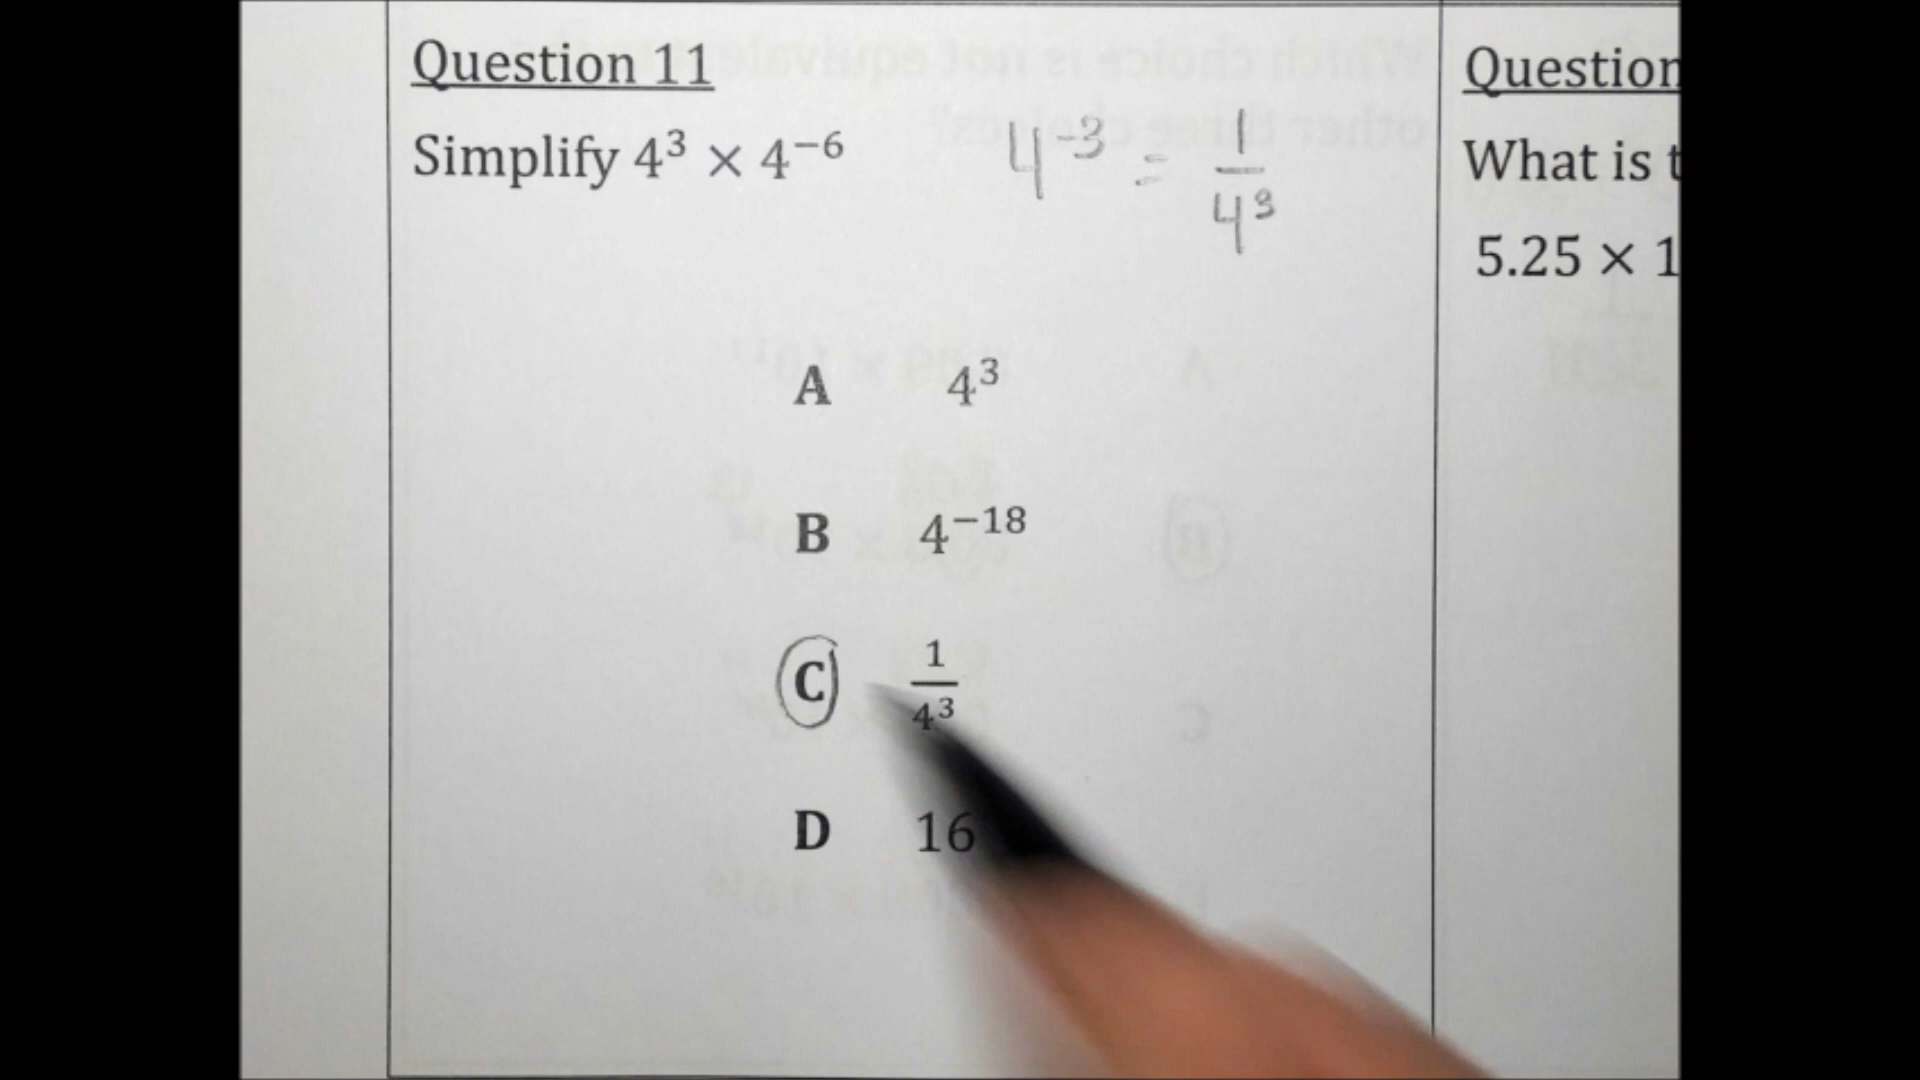 Question 11
Simplify 4³ × 4⁻⁶
4⁻³ = 1/4³
A 4³
B 4⁻¹⁸
C 1/4³
D 16
Question
What is t
5.25 × 1